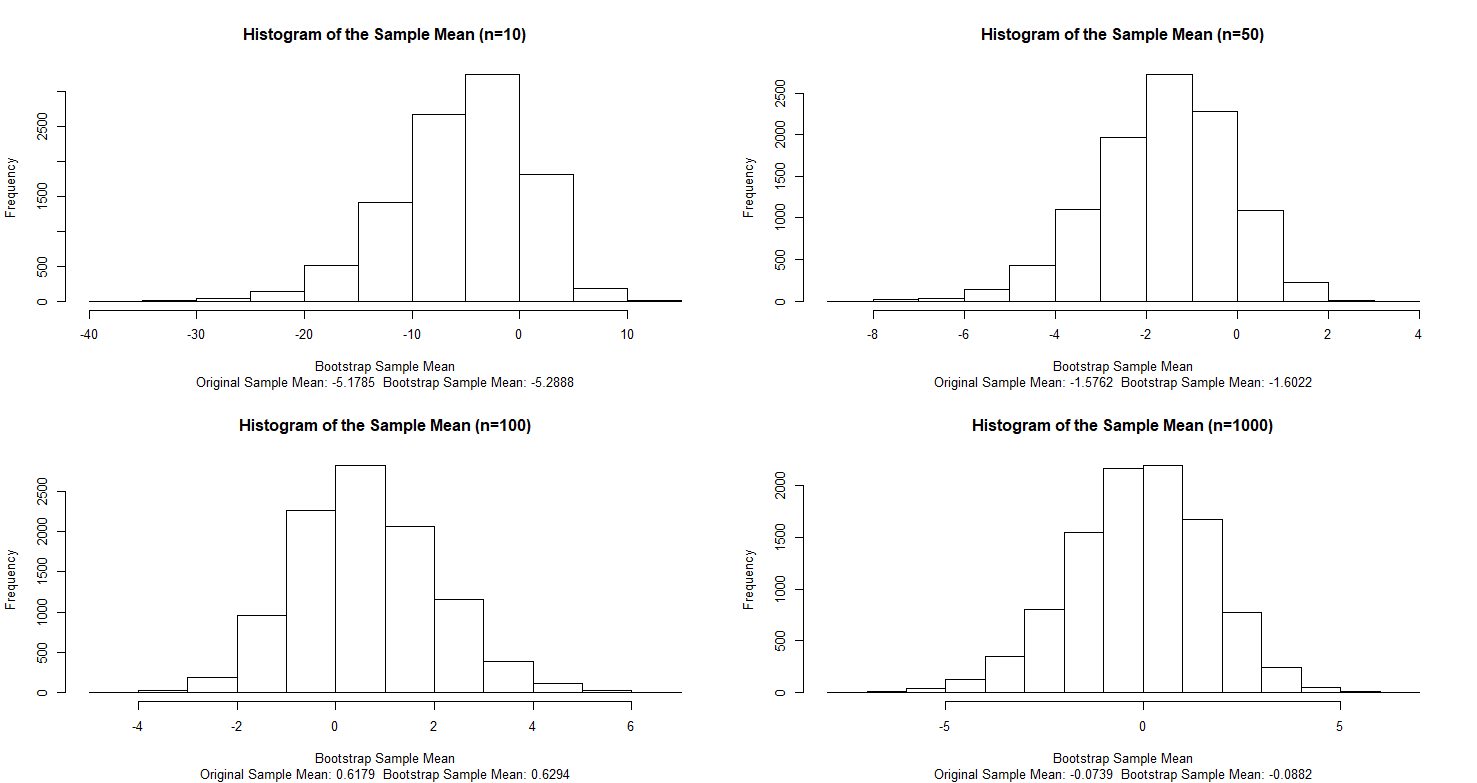 Histogram of the Sample Mean (n=10)
Frequency
0 500 1500 2500
-40 -30 -20 -10 0 10
Bootstrap Sample Mean
Original Sample Mean: -5.1785 Bootstrap Sample Mean: -5.2888
Histogram of the Sample Mean (n=50)
Frequency
0 500 1000 1500 2000 2500
-8 -6 -4 -2 0 2 4
Bootstrap Sample Mean
Original Sample Mean: -1.5762 Bootstrap Sample Mean: -1.6022
Histogram of the Sample Mean (n=100)
Frequency
0 500 1000 1500 2000 2500
-4 -2 0 2 4 6
Bootstrap Sample Mean
Original Sample Mean: 0.6179 Bootstrap Sample Mean: 0.6294
Histogram of the Sample Mean (n=1000)
Frequency
0 500 1000 1500 2000
-5 0 5
Bootstrap Sample Mean
Original Sample Mean: -0.0739 Bootstrap Sample Mean: -0.0882